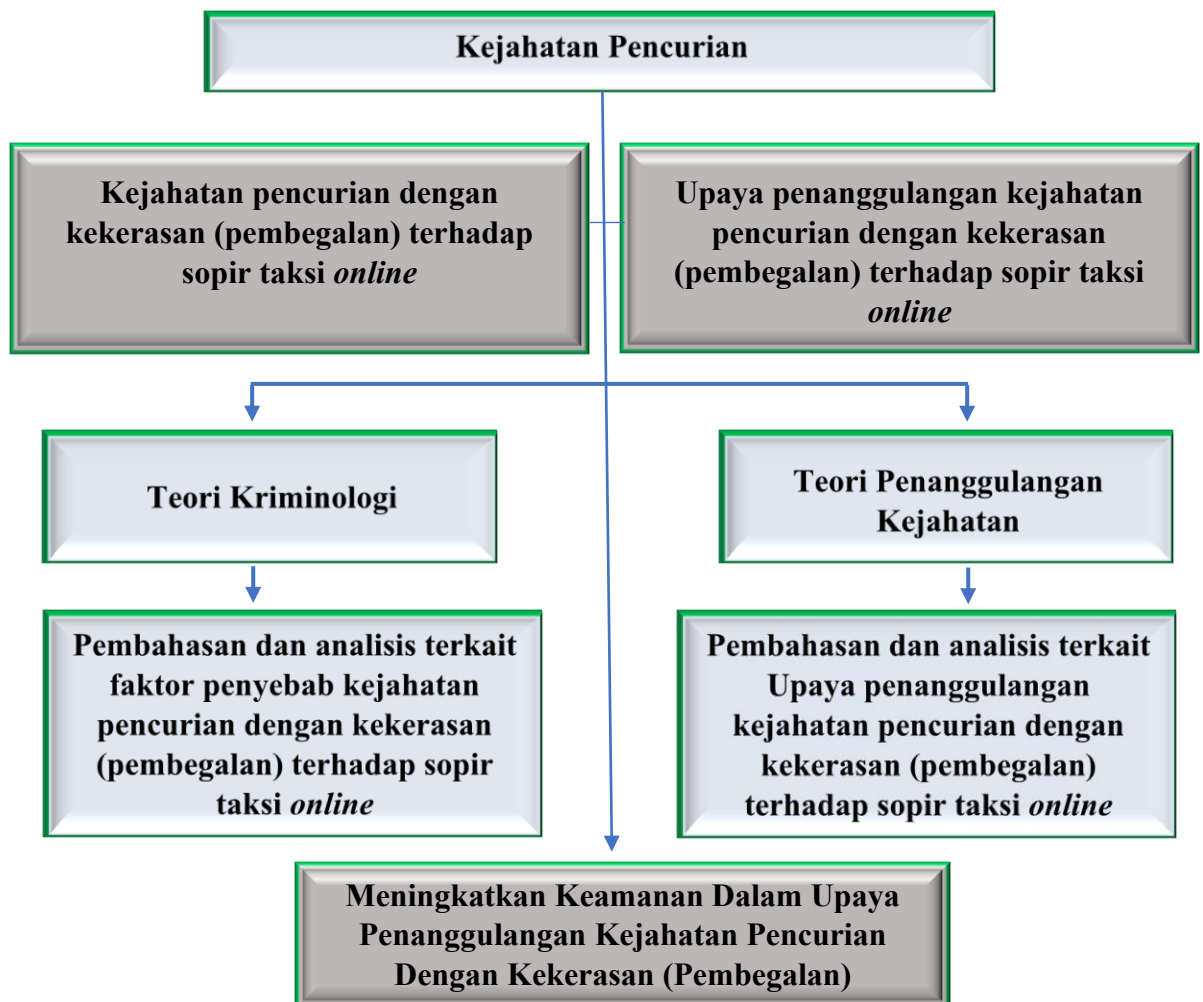 Kejahatan Pencurian
Kejahatan pencurian dengan
kekerasan (pembegalan) terhadap
sopir taksi online
Upaya penanggulangan kejahatan
pencurian dengan kekerasan
(pembegalan) terhadap sopir taksi
online
Teori Kriminologi
Teori Penanggulangan
Kejahatan
Pembahasan dan analisis terkait
faktor penyebab kejahatan
pencurian dengan kekerasan
(pembegalan) terhadap sopir
taksi online
Pembahasan dan analisis terkait
Upaya penanggulangan
kejahatan pencurian dengan
kekerasan (pembegalan)
terhadap sopir taksi online
Meningkatkan Keamanan Dalam Upaya
Penanggulangan Kejahatan Pencurian
Dengan Kekerasan (Pembegalan)